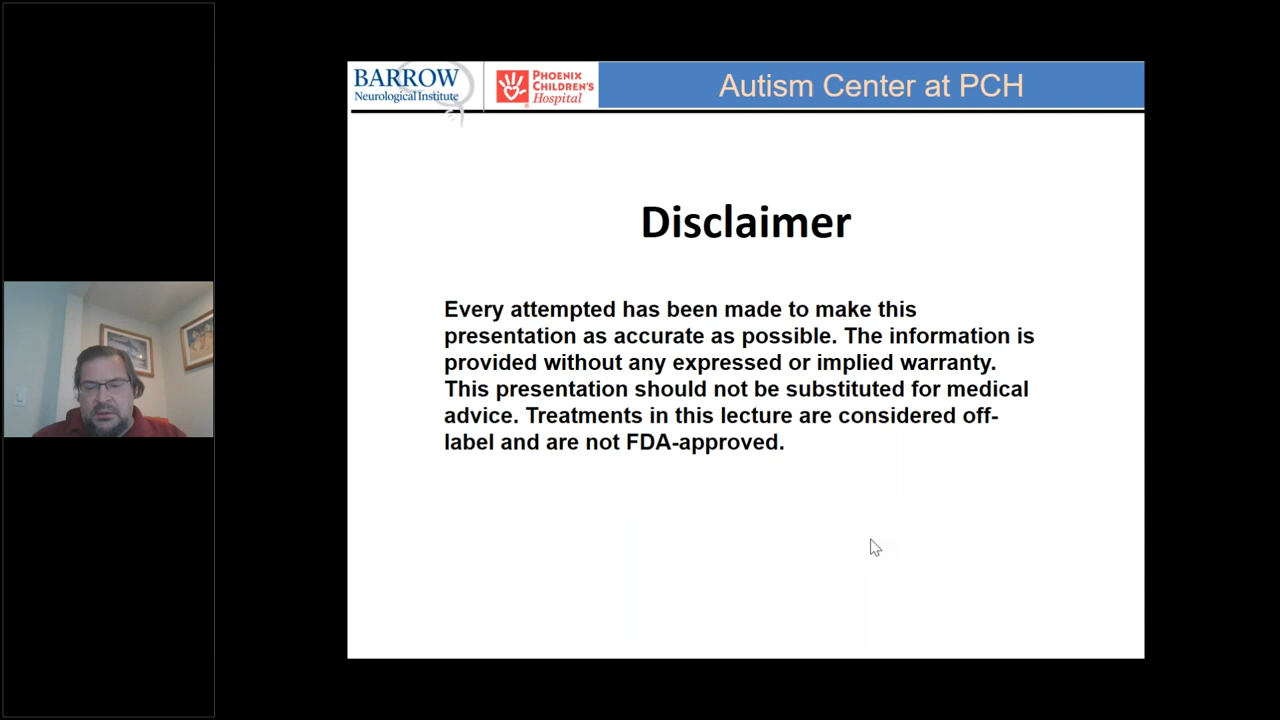 BARROW
Neurological Institute
PHOENIX
CHILDREN'S
Hospital
Autism Center at PCH
Disclaimer
Every attempted has been made to make this
presentation as accurate as possible. The information is
provided without any expressed or implied warranty.
This presentation should not be substituted for medical
advice. Treatments in this lecture are considered off-
label and are not FDA-approved.